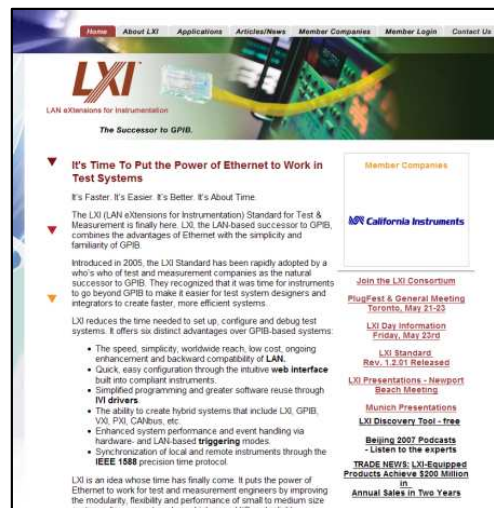 Home About LXI Applications Articles/News Member Companies Member Login Contact Us
LXI
LAN eXtensions for Instrumentation
The Successor to GPIB.
It's Time To Put the Power of Ethernet to Work in
Test Systems
It's Faster. It's Easier. It's Better. It's About Time.
The LXI (LAN eXtensions for Instrumentation) Standard for Test &
Measurement is finally here. LXI, the LAN-based successor to GPIB,
combines the advantages of Ethernet with the simplicity and
familiarity of GPIB.
Introduced in 2005, the LXI Standard has been rapidly adopted by a
who's who of test and measurement companies as the natural
successor to GPIB. They recognized that it was time for instruments
to go beyond GPIB to make it easier for test system designers and
integrators to create faster, more efficient systems.
LXI reduces the time needed to set up, configure and debug test
systems. It offers six distinct advantages over GPIB-based systems:
The speed, simplicity, worldwide reach, low cost, ongoing
enhancement and backward compatibility of LAN.
Quick, easy configuration through the intuitive web interface
built into compliant instruments.
Simplified programming and greater software reuse through
IVI drivers.
The ability to create hybrid systems that include LXI, GPIB,
VXI, PXI, CANbus, etc.
Enhanced system performance and event handling via
hardware- and LAN-based triggering modes.
Synchronization of local and remote instruments through the
IEEE 1588 precision time protocol.
LXI is an idea whose time has finally come. It puts the power of
Ethernet to work for test and measurement engineers by improving
the modularity, flexibility and performance of small to medium size
Member Companies
California Instruments
Join the LXI Consortium
PlugFest & General Meeting
Toronto, May 21-23
LXI Day Information
Friday, May 23rd
LXI Standard
Rev. 1.2.01 Released
LXI Presentations - Newport
Beach Meeting
Munich Presentations
LXI Discovery Tool - free
Beijing 2007 Podcasts
- Listen to the experts
TRADE NEWS: LXI-Equipped
Products Achieve $200 Million
in
Annual Sales in Two Years